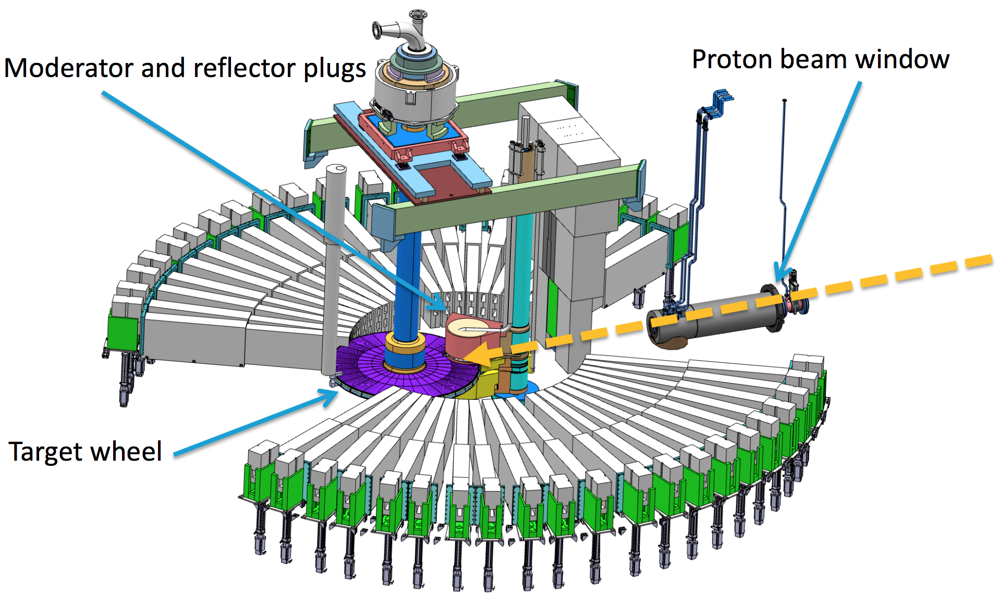 Moderator and reflector plugs
Proton beam window
Target wheel